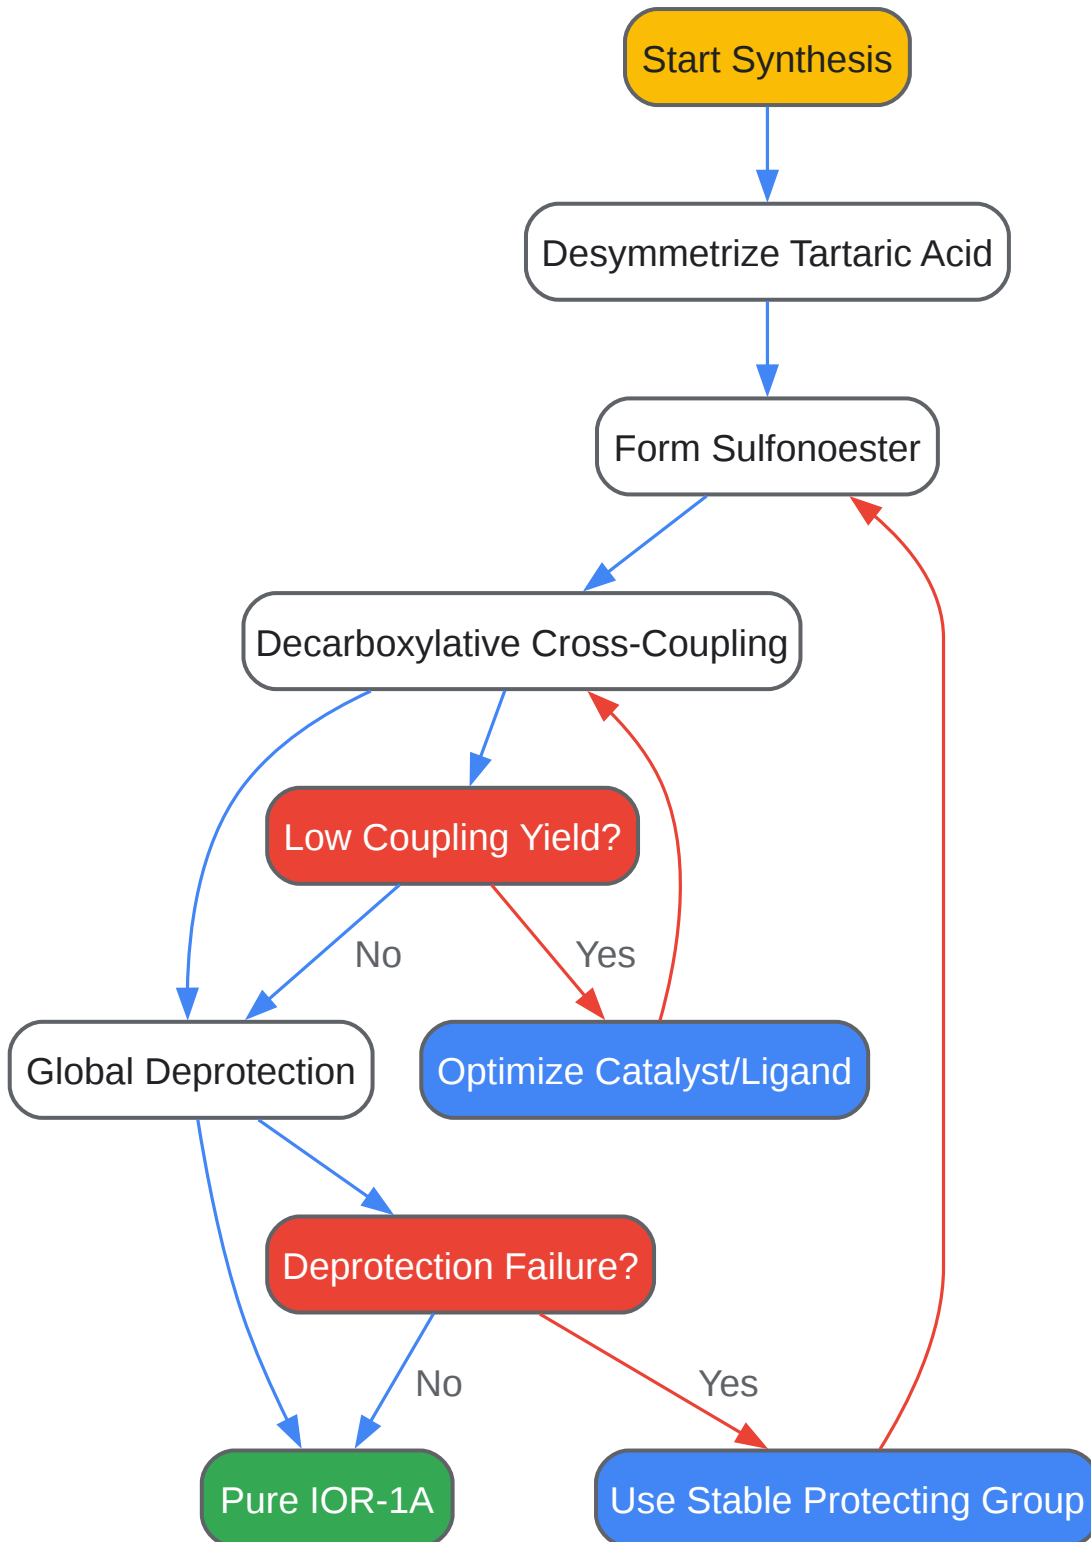 Start Synthesis
Desymmetrize Tartaric Acid
Form Sulfonoester
Decarboxylative Cross-Coupling
Low Coupling Yield?
No
Yes
Global Deprotection
Optimize Catalyst/Ligand
Deprotection Failure?
No
Yes
Pure IOR-1A
Use Stable Protecting Group